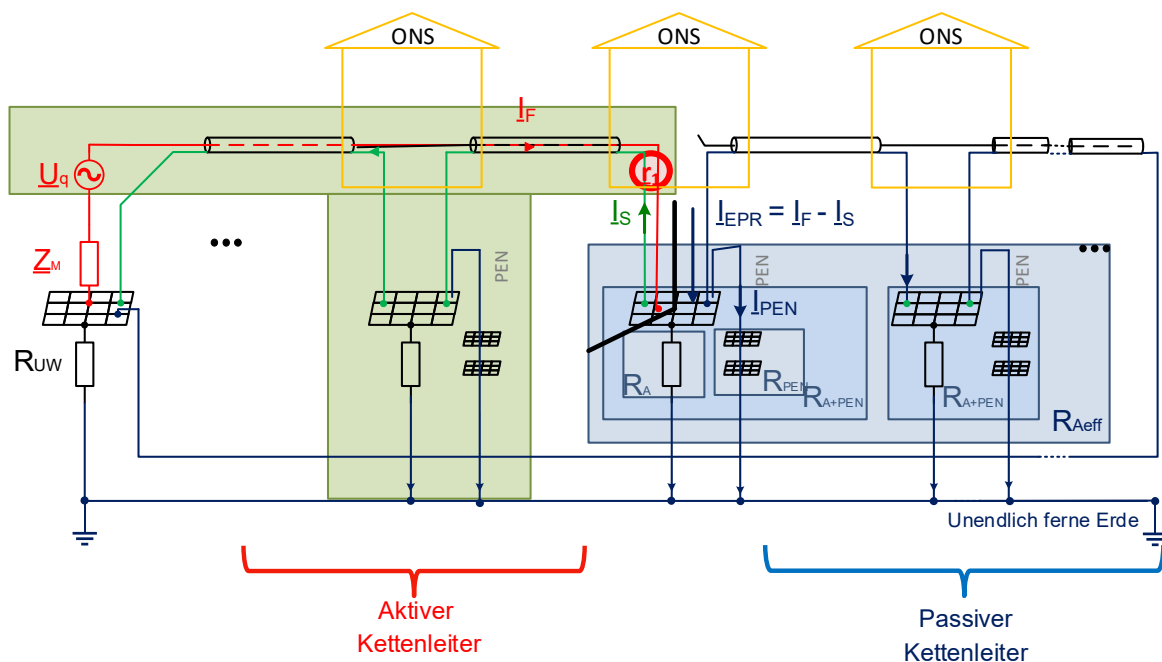 ONS
ONS
ONS
I_F
U_q
r_1
I_S
I_EPR = I_F - I_S
•••
•••
Z_M
PEN
PEN
PEN
I_PEN
R_UW
R_A
R_PEN
R_A+PEN
R_A+PEN
R_Aeff
Unendlich ferne Erde
Aktiver
Kettenleiter
Passiver
Kettenleiter